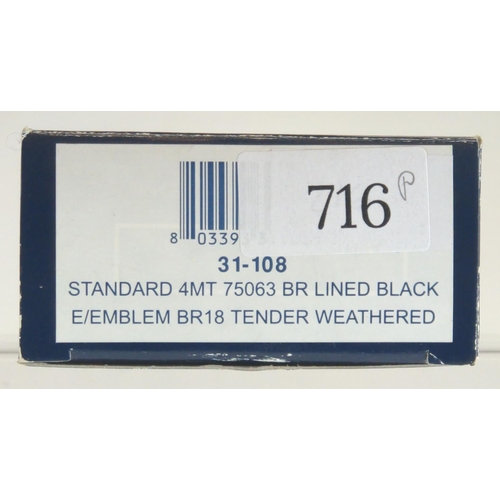 716 P
8 0339
31-108
STANDARD 4MT 75063 BR LINED BLACK
E/EMBLEM BR18 TENDER WEATHERED